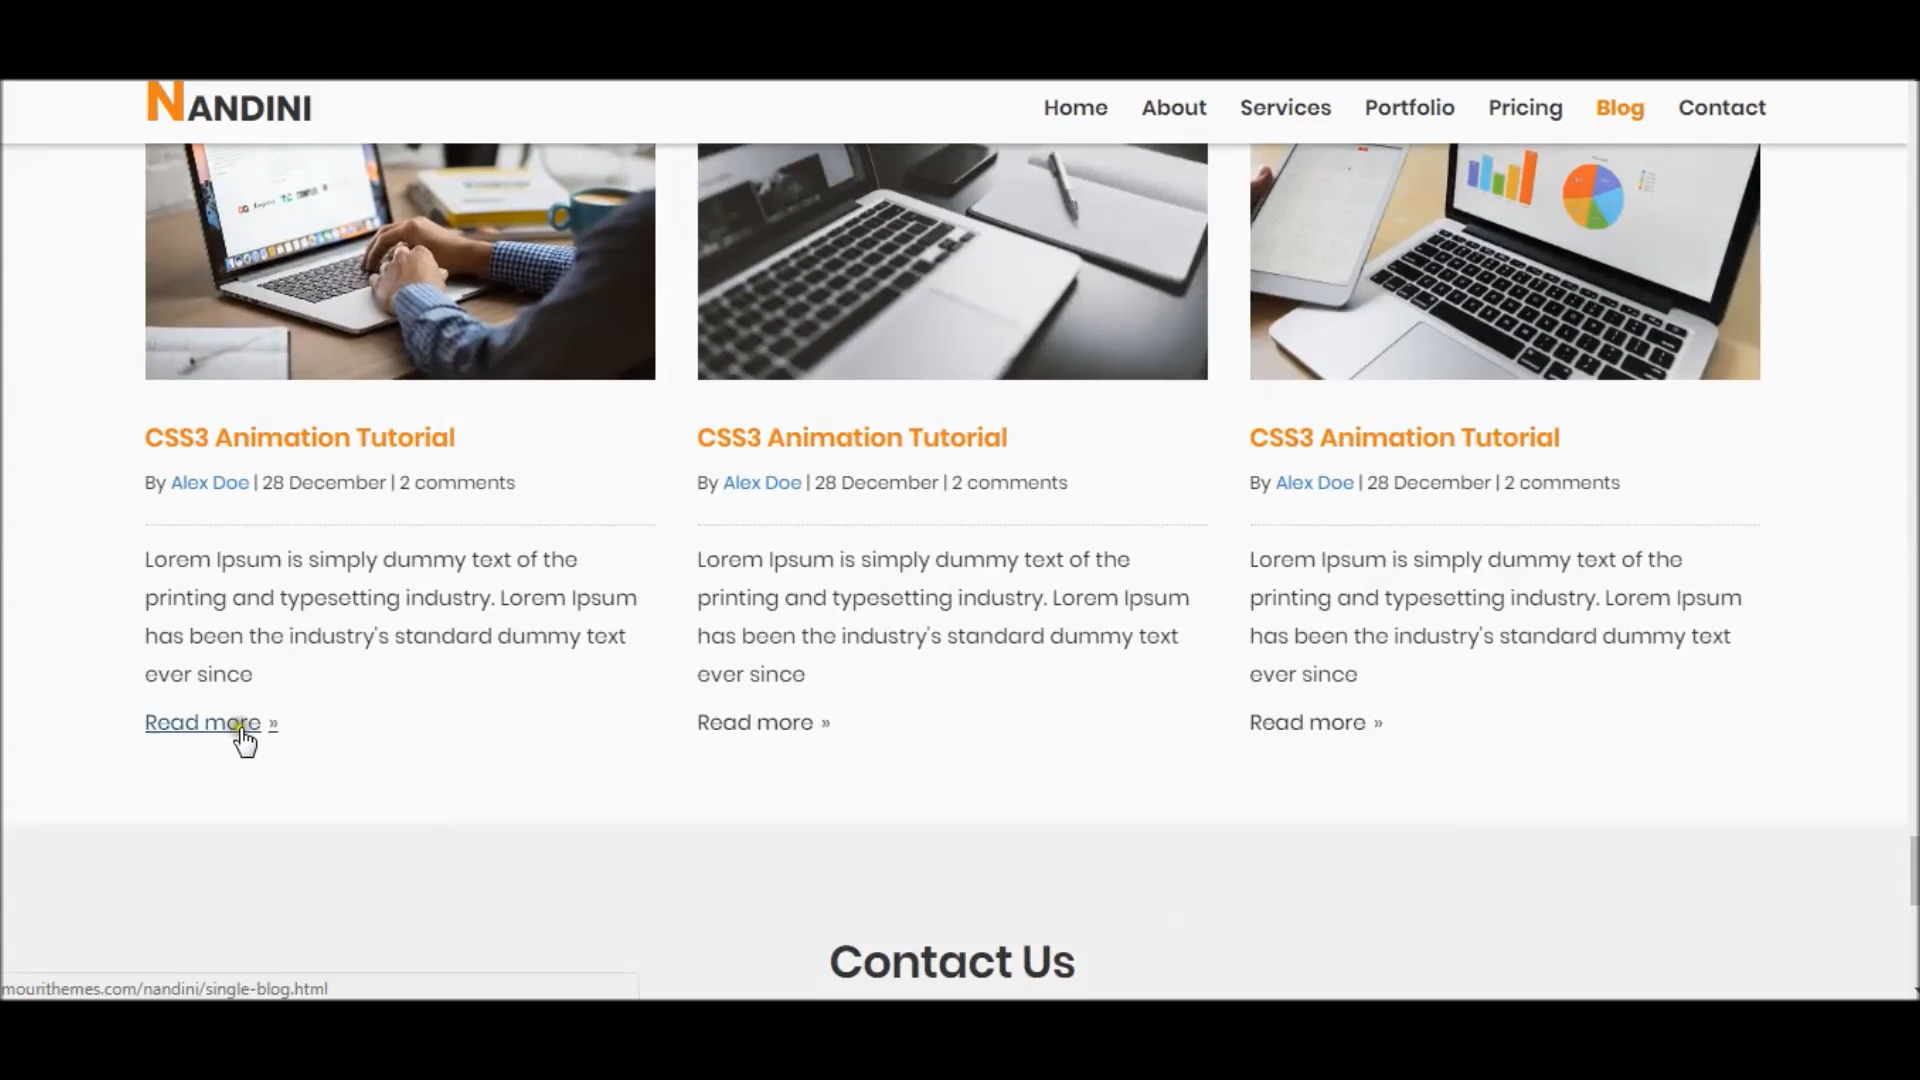 NANDINI
Home About Services Portfolio Pricing Blog Contact
CSS3 Animation Tutorial
By Alex Doe | 28 December | 2 comments
Lorem Ipsum is simply dummy text of the
printing and typesetting industry. Lorem Ipsum
has been the industry's standard dummy text
ever since
Read more »
CSS3 Animation Tutorial
By Alex Doe | 28 December | 2 comments
Lorem Ipsum is simply dummy text of the
printing and typesetting industry. Lorem Ipsum
has been the industry's standard dummy text
ever since
Read more »
CSS3 Animation Tutorial
By Alex Doe | 28 December | 2 comments
Lorem Ipsum is simply dummy text of the
printing and typesetting industry. Lorem Ipsum
has been the industry's standard dummy text
ever since
Read more »
Contact Us
mourithemes.com/nandini/single-blog.html